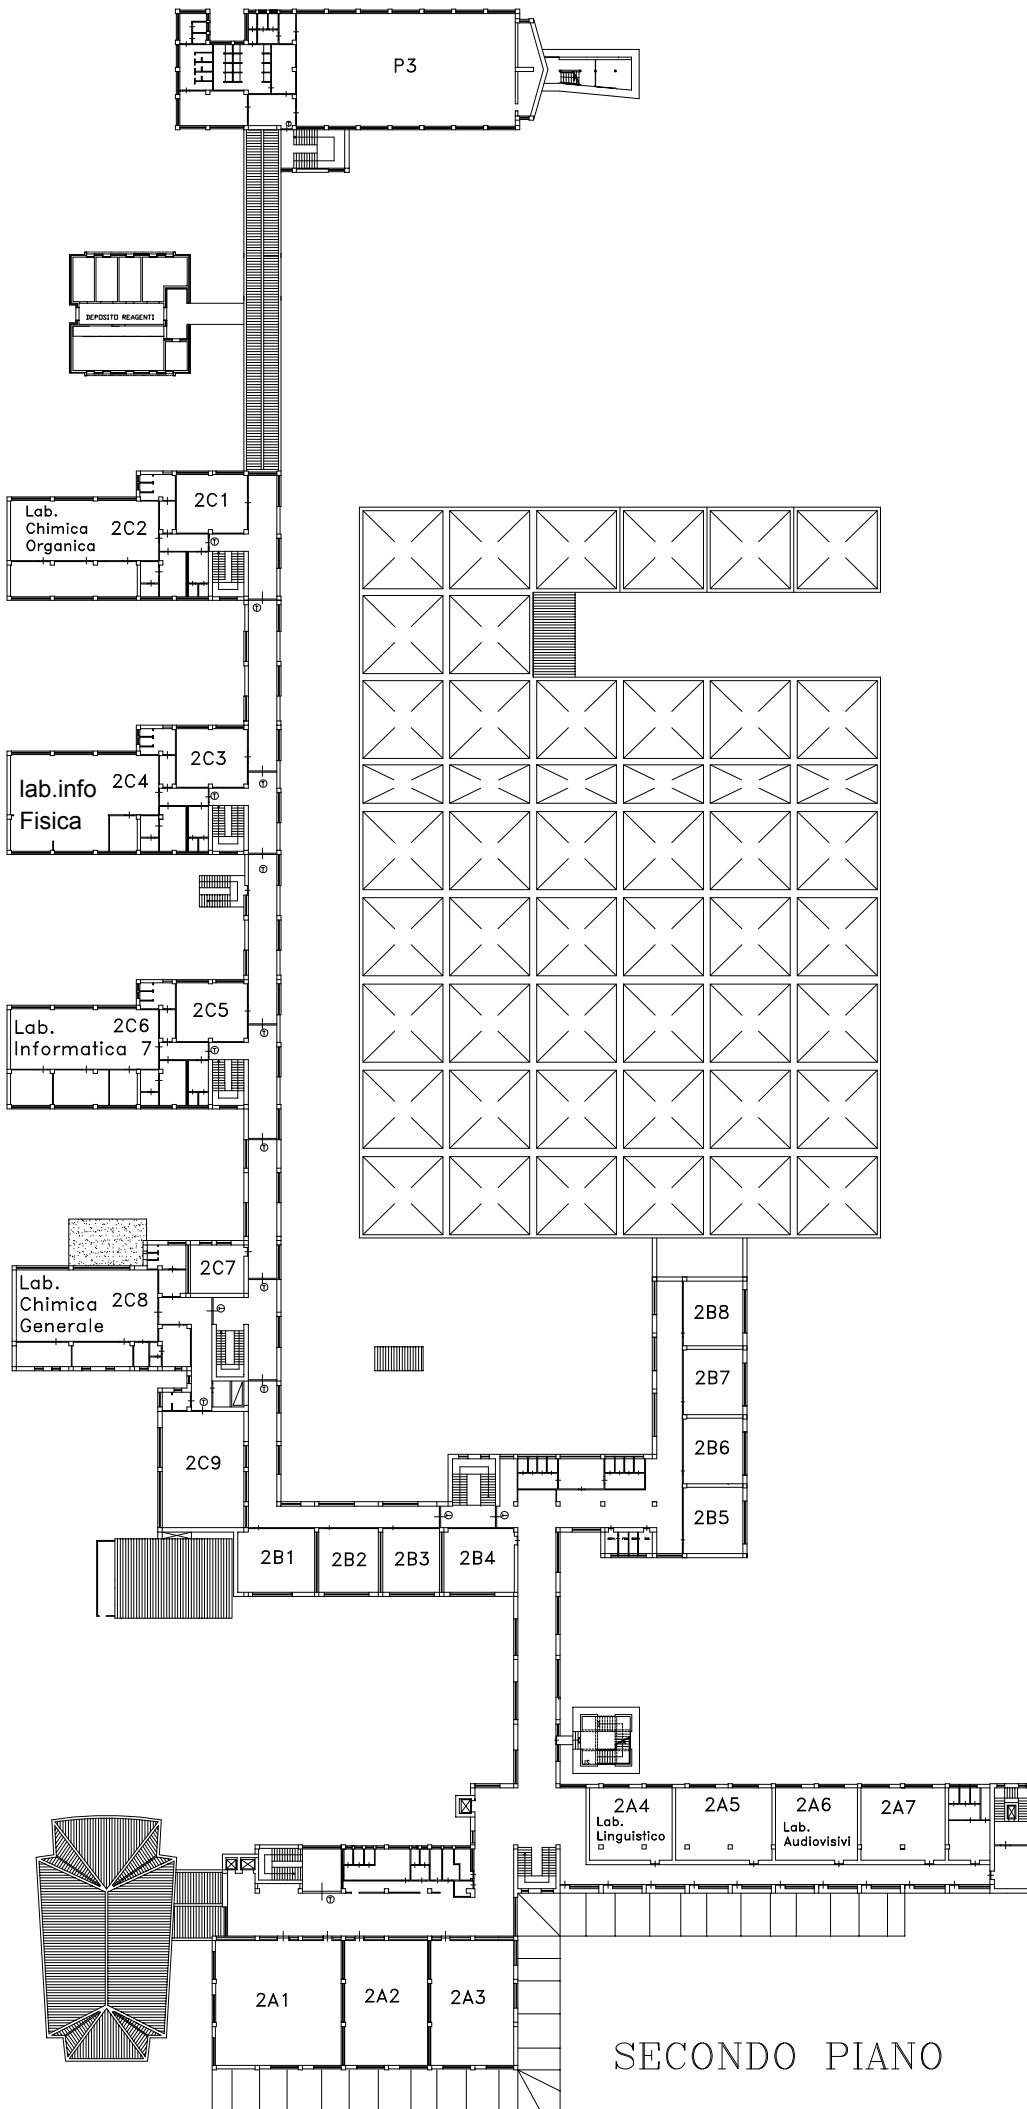 P3
DEPOSITO REAGENTI
2C1
Lab.
Chimica 2C2
Organica
2C3
2C4
lab.info
Fisica
2C5
Lab. 2C6
Informatica 7
2C7
Lab.
Chimica 2C8
Generale
2B8
2B7
2B6
2C9
2B5
2B1 2B2 2B3 2B4
2A4 2A5 2A6 2A7
Lab.
Linguistico
Lab.
Audiovisivi
2A1 2A2 2A3
SECONDO PIANO